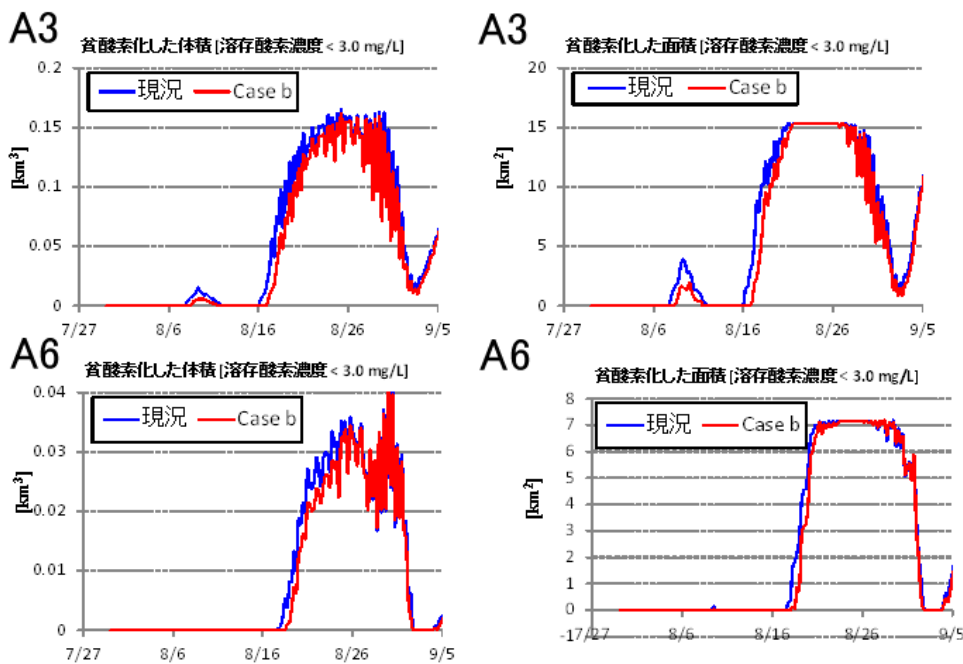 A3
貧酸素化した体積 [溶存酸素濃度 < 3.0 mg/L]
現況 Case b
[km³]
0.2
0.15
0.1
0.05
0
7/27 8/6 8/16 8/26 9/5
A3
貧酸素化した面積 [溶存酸素濃度 < 3.0 mg/L]
現況 Case b
[km²]
20
15
10
5
0
7/27 8/6 8/16 8/26 9/5
A6
貧酸素化した体積 [溶存酸素濃度 < 3.0 mg/L]
現況 Case b
[km³]
0.04
0.03
0.02
0.01
0
7/27 8/6 8/16 8/26 9/5
A6
貧酸素化した面積 [溶存酸素濃度 < 3.0 mg/L]
現況 Case b
[km²]
8
7
6
5
4
3
2
1
0
-17/27 8/6 8/16 8/26 9/5